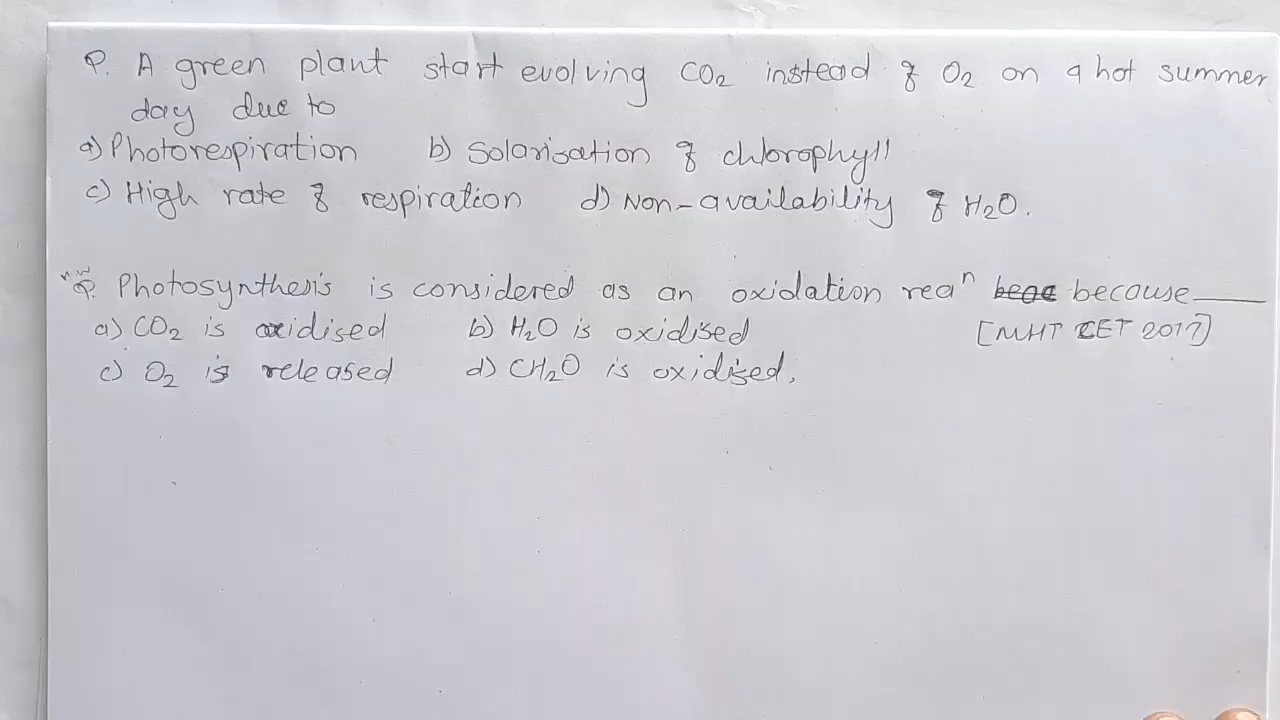 Q. A green plant start evolving CO₂ instead of O₂ on a hot summer
day due to
a) Photorespiration b) Solarisation of chlorophyll
c) High rate of respiration d) Non-availability of H₂O.
H.W Q. Photosynthesis is considered as an oxidation reaⁿ because____
a) CO₂ is oxidised b) H₂O is oxidised [MHT CET 2017]
c) O₂ is released d) CH₂O is oxidised.